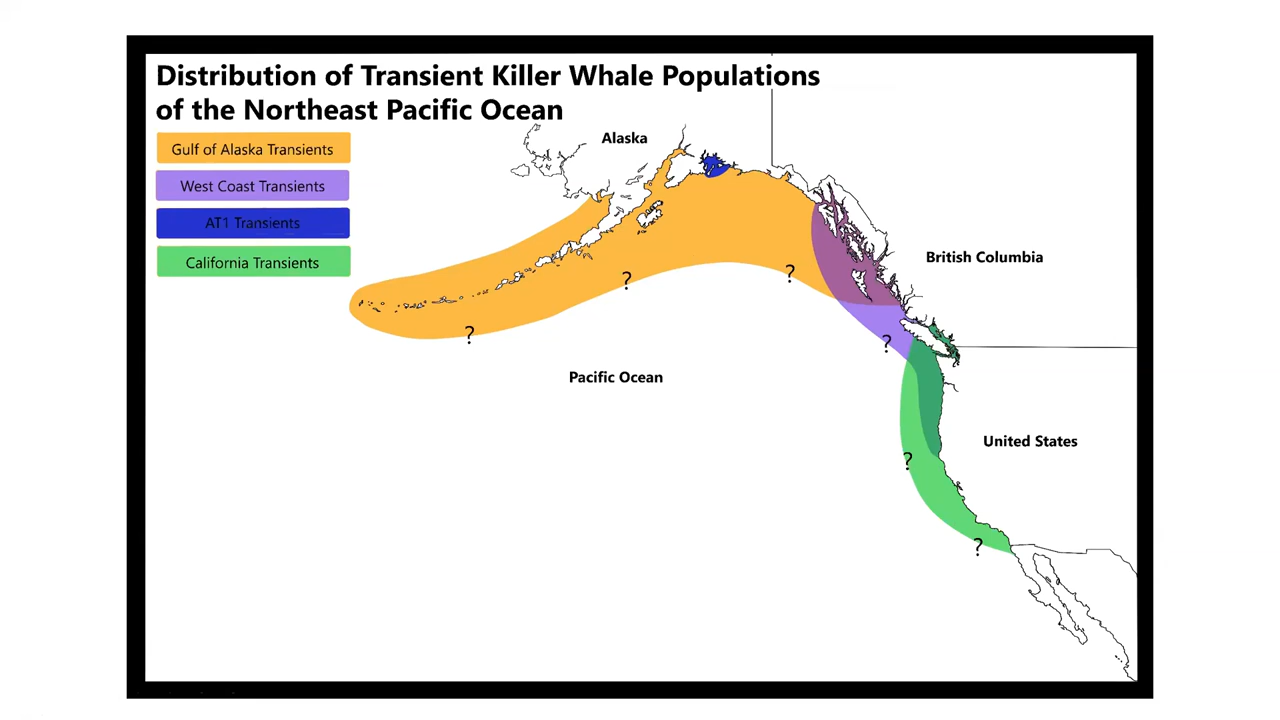 Distribution of Transient Killer Whale Populations
of the Northeast Pacific Ocean
Gulf of Alaska Transients
West Coast Transients
AT1 Transients
California Transients
Alaska
British Columbia
?
?
?
?
Pacific Ocean
United States
?
?